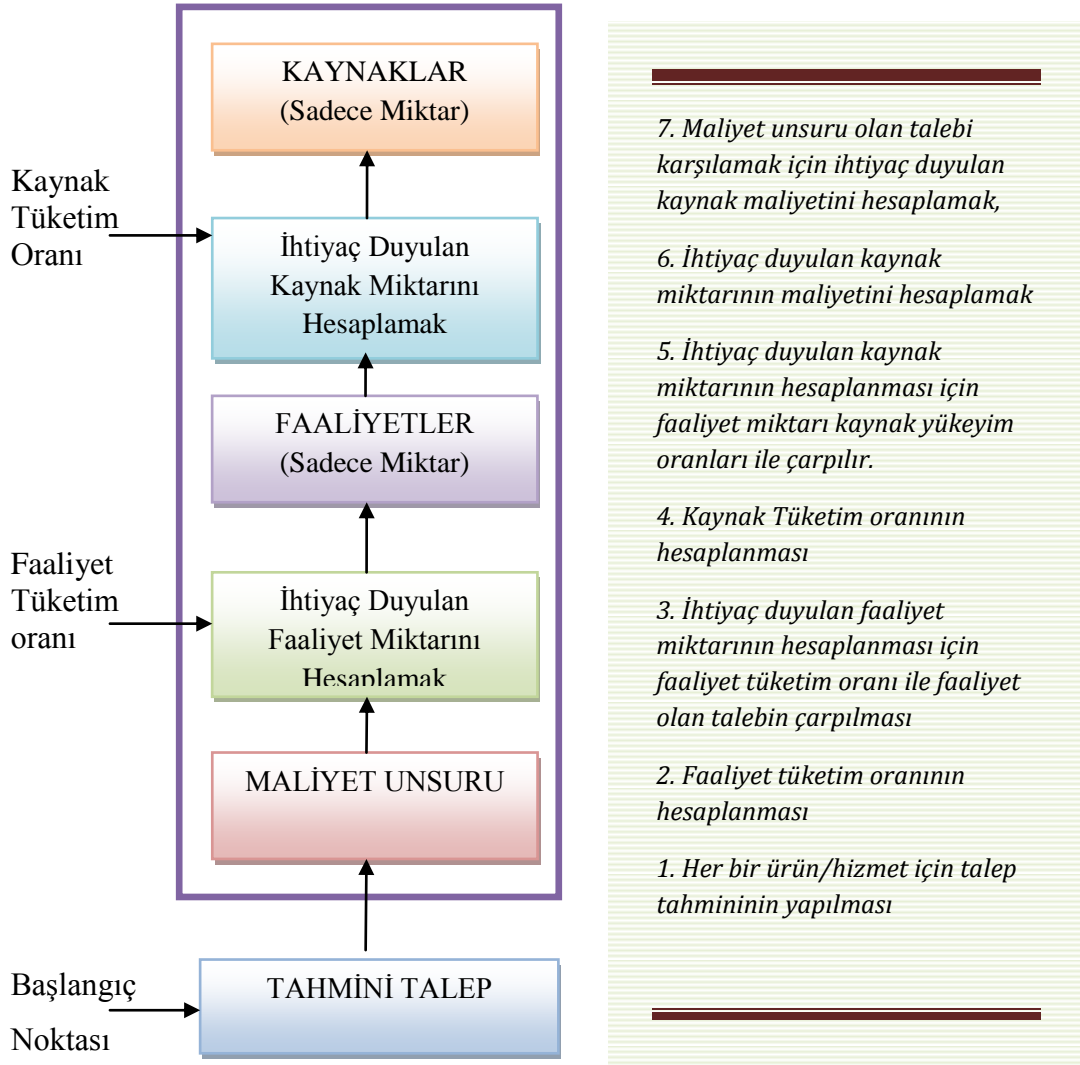 KAYNAKLAR
(Sadece Miktar)
Kaynak
Tüketim
Oranı
İhtiyaç Duyulan
Kaynak Miktarını
Hesaplamak
FAALİYETLER
(Sadece Miktar)
Faaliyet
Tüketim
oranı
İhtiyaç Duyulan
Faaliyet Miktarını
Hesaplamak
MALİYET UNSURU
Başlangıç
Noktası
TAHMİNİ TALEP
7. Maliyet unsuru olan talebi
karşılamak için ihtiyaç duyulan
kaynak maliyetini hesaplamak,
6. İhtiyaç duyulan kaynak
miktarının maliyetini hesaplamak
5. İhtiyaç duyulan kaynak
miktarının hesaplanması için
faaliyet miktarı kaynak yükeyim
oranları ile çarpılır.
4. Kaynak Tüketim oranının
hesaplanması
3. İhtiyaç duyulan faaliyet
miktarının hesaplanması için
faaliyet tüketim oranı ile faaliyet
olan talebin çarpılması
2. Faaliyet tüketim oranının
hesaplanması
1. Her bir ürün/hizmet için talep
tahmininin yapılması